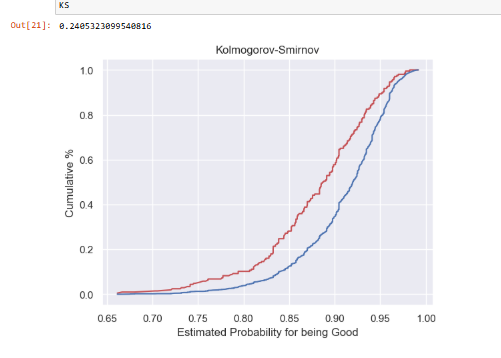 KS
Out[21]: 0.2405323099540816
Kolmogorov-Smirnov
1.0
0.8
0.6
0.4
0.2
0.0
Cumulative %
0.65 0.70 0.75 0.80 0.85 0.90 0.95 1.00
Estimated Probability for being Good